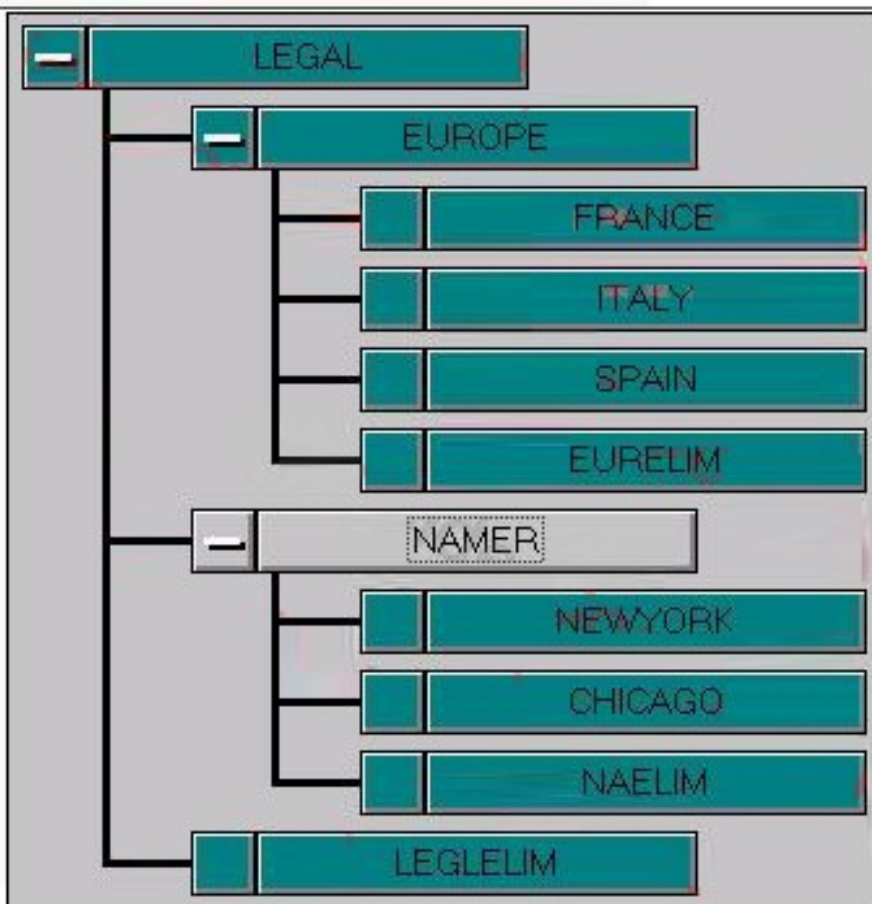 LEGAL
EUROPE
FRANCE
ITALY
SPAIN
EURELIM
NAMER
NEWYORK
CHICAGO
NAELIM
LEGLELIM